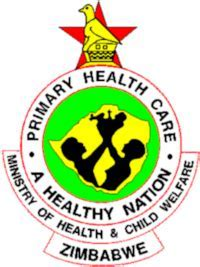 PRIMARY HEALTH CARE
A HEALTHY NATION
MINISTRY OF HEALTH & CHILD WELFARE
ZIMBABWE